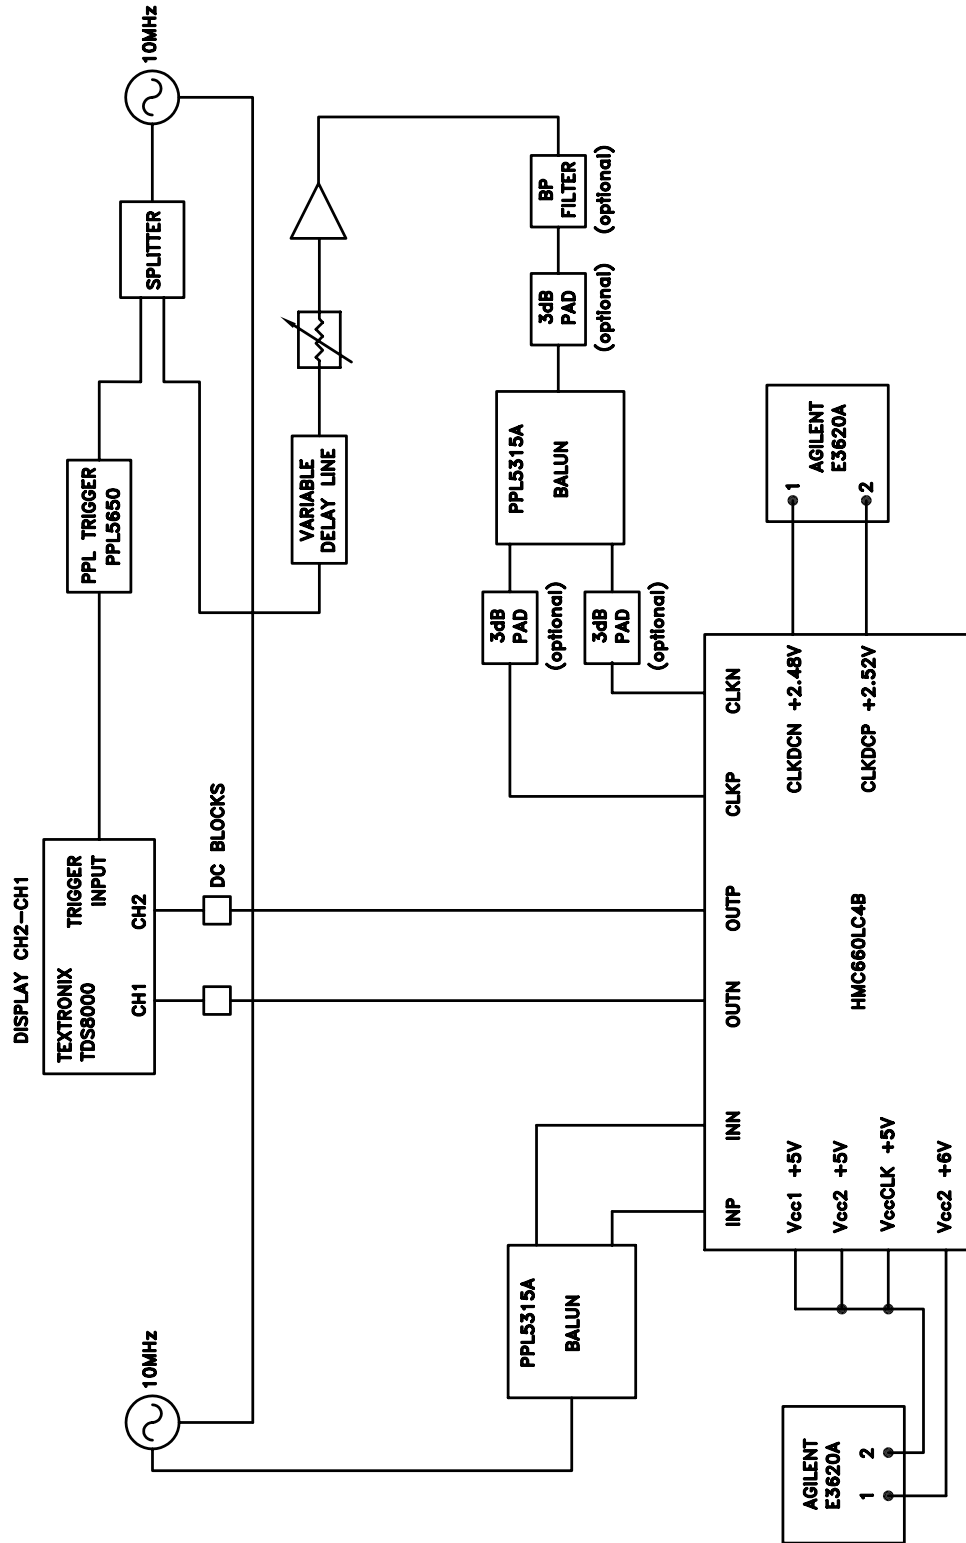 DISPLAY CH2-CH1
TEXTRONIX
TDS8000
TRIGGER
INPUT
CH1
CH2
DC BLOCKS
PPL TRIGGER
PPL5650
SPLITTER
10MHz
10MHz
VARIABLE
DELAY LINE
BP
FILTER
(optional)
3dB
PAD
(optional)
PPL5315A
BALUN
3dB
PAD
(optional)
3dB
PAD
(optional)
PPL5315A
BALUN
INP
INN
OUTN
OUTP
CLKP
CLKN
HMC660LC4B
Vcc1 +5V
Vcc2 +5V
VccCLK +5V
Vcc2 +6V
CLKDCN +2.48V
CLKDCP +2.52V
AGILENT
E3620A
1
2
AGILENT
E3620A
1
2